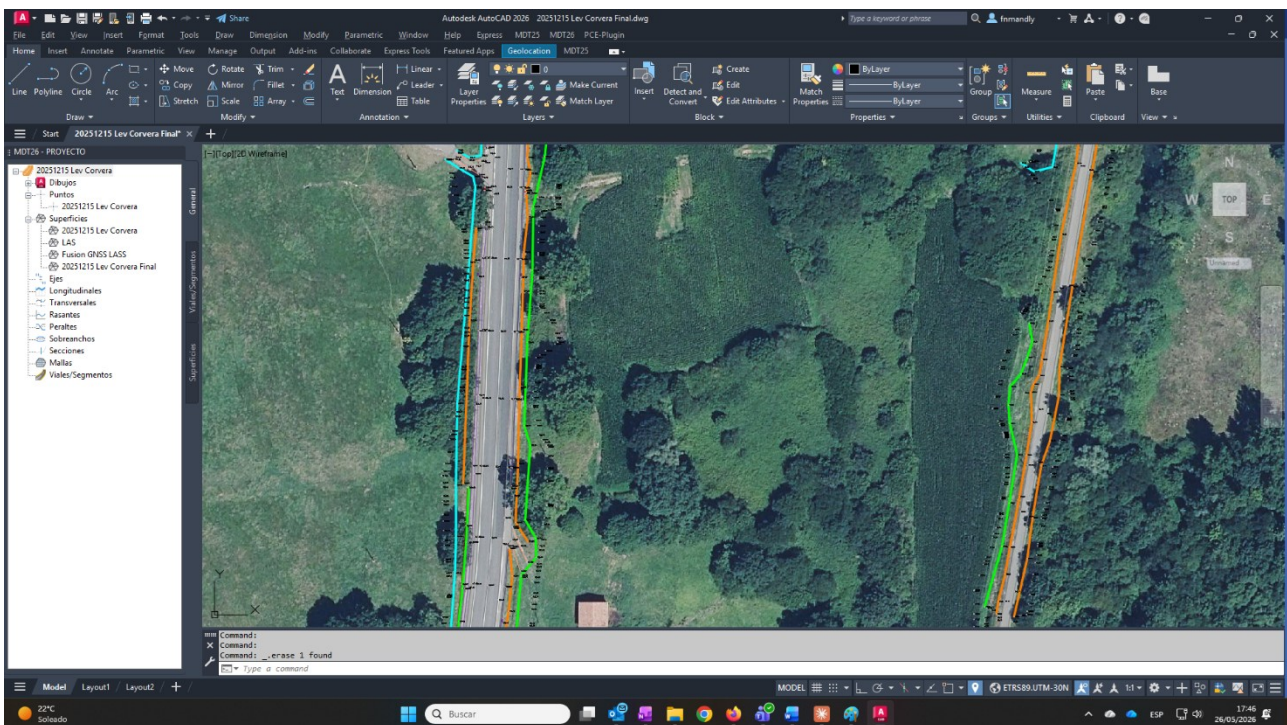 Share
Autodesk AutoCAD 2026 20251215 Lev Corvera Final.dwg
Type a keyword or phrase
fnmandly
File Edit View Insert Format Tools Draw Dimension Modify Parametric Window Help Express MDT25 MDT26 PCE-Plugin
Home Insert Annotate Parametric View Manage Output Add-ins Collaborate Express Tools Featured Apps Geolocation MDT25
Line Polyline Circle Arc
Move Rotate Trim
Copy Mirror Fillet
Stretch Scale Array
Text Dimension
Linear
Leader
Table
Layer Properties
0
Make Current
Match Layer
Insert
Detect and Convert
Create
Edit
Edit Attributes
Match Properties
ByLayer
ByLayer
ByLayer
Group
Measure
Paste
Base
Draw Modify Annotation Layers Block Properties Groups Utilities Clipboard View
Start 20251215 Lev Corvera Final*
MDT26 - PROYECTO
20251215 Lev Corvera
Dibujos
Puntos
20251215 Lev Corvera
Superficies
20251215 Lev Corvera
LAS
Fusion GNSS LASS
20251215 Lev Corvera Final
Ejes
Longitudinales
Transversales
Rasantes
Peraltes
Sobreanchos
Secciones
Mallas
Viales/Segmentos
General
Viales/Segmentos
Superficies
[-][Top][2D Wireframe]
N
W TOP E
S
Unnamed
Y
X
Command:
Command:
Command: _.erase 1 found
Type a command
Model Layout1 Layout2
MODEL
ETRS89.UTM-30N
1:1
22°C
Soleado
Buscar
ESP
17:46
26/05/2026